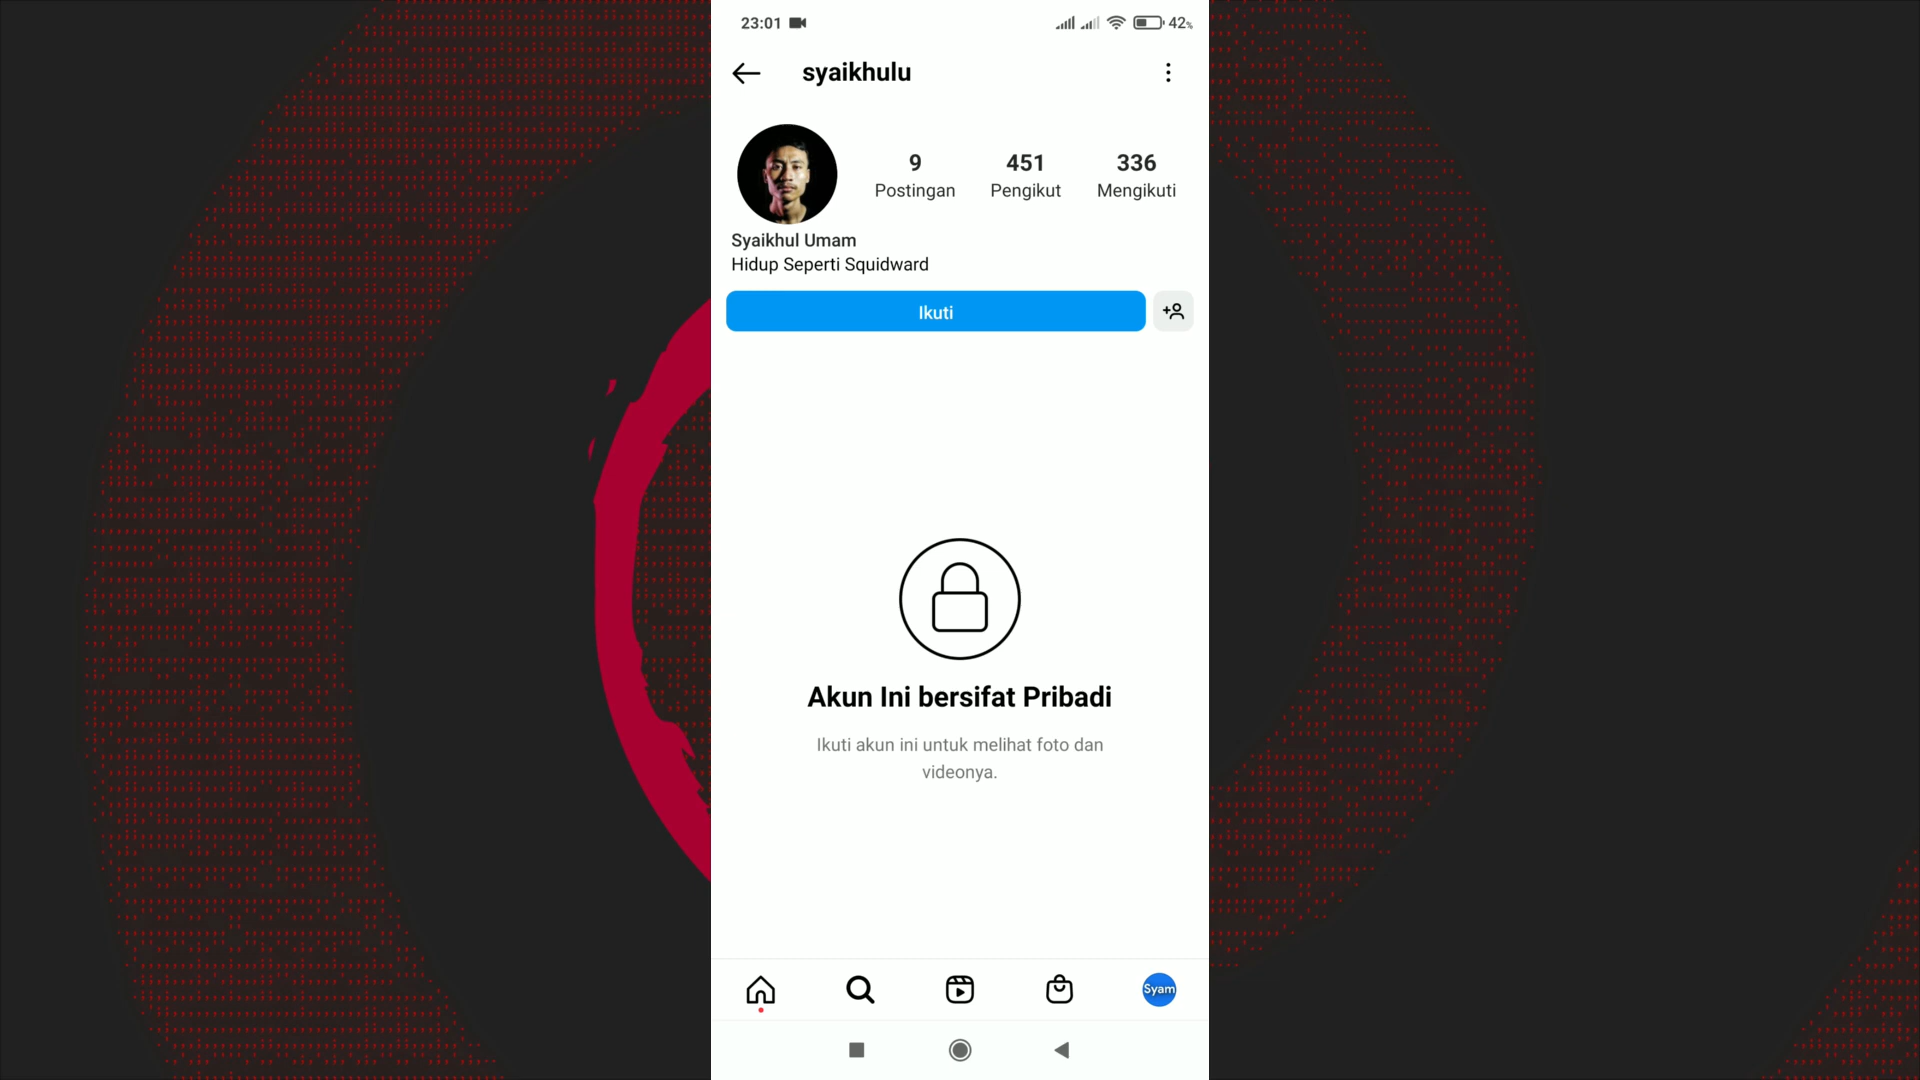 23:01
42%
syaikhulu
9
451
336
Postingan
Pengikut
Mengikuti
Syaikhul Umam
Hidup Seperti Squidward
Ikuti
Akun Ini bersifat Pribadi
Ikuti akun ini untuk melihat foto dan
videonya.
Syam